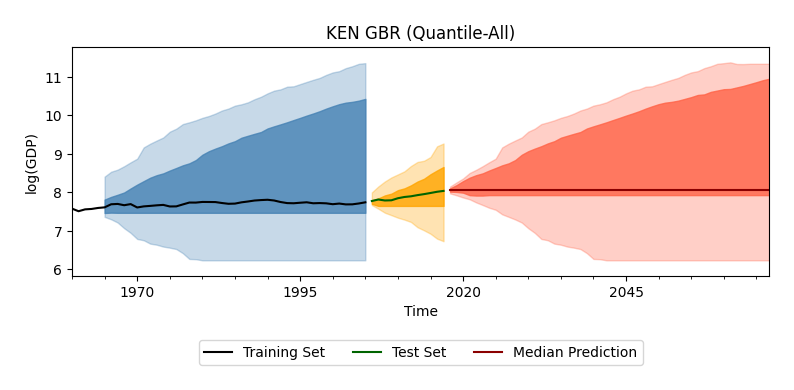 KEN GBR (Quantile-All)
log(GDP)
11
10
9
8
7
6
1970
1995
2020
2045
Time
Training Set
Test Set
Median Prediction